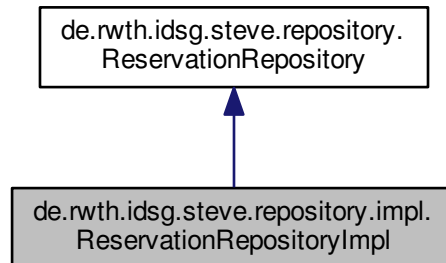 de.rwth.idsg.steve.repository.
ReservationRepository
de.rwth.idsg.steve.repository.impl.
ReservationRepositoryImpl